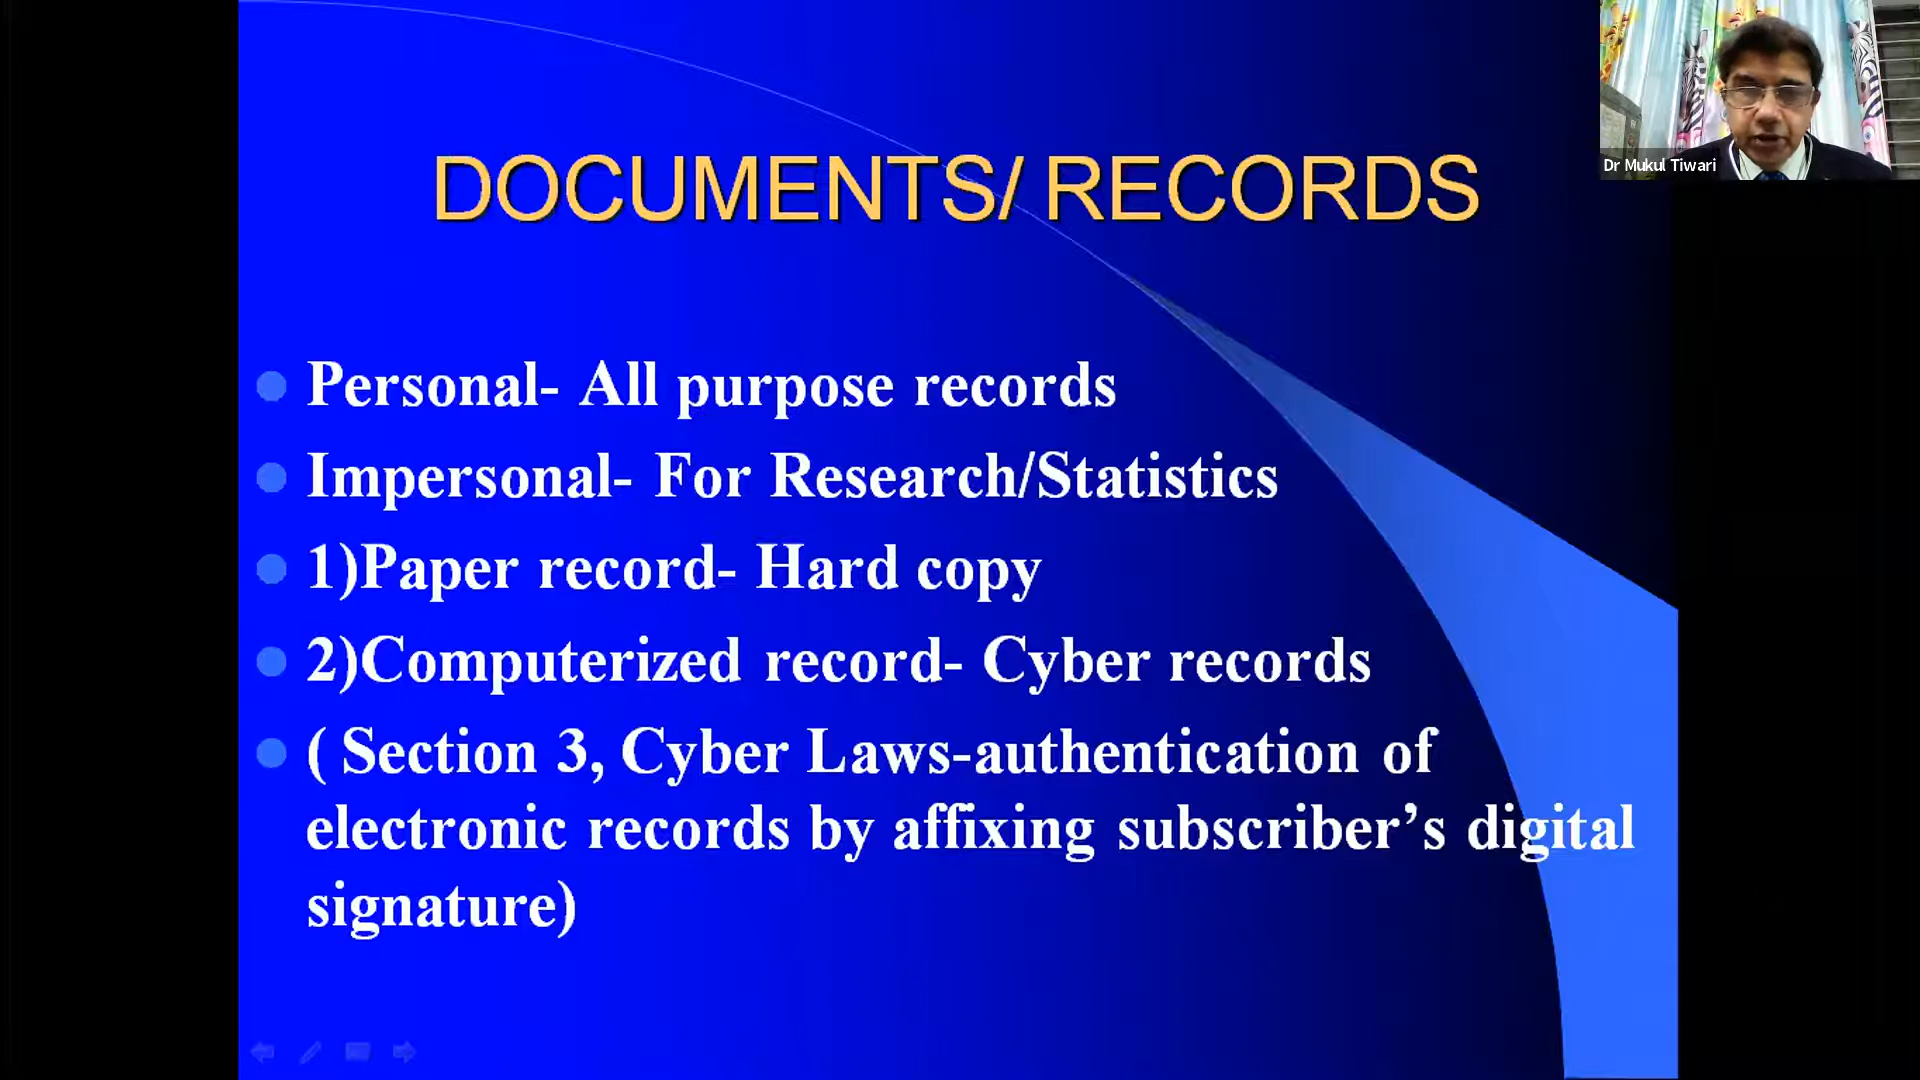 DOCUMENTS/ RECORDS
Dr Mukul Tiwari
Personal- All purpose records
Impersonal- For Research/Statistics
1)Paper record- Hard copy
2)Computerized record- Cyber records
( Section 3, Cyber Laws-authentication of
electronic records by affixing subscriber’s digital
signature)